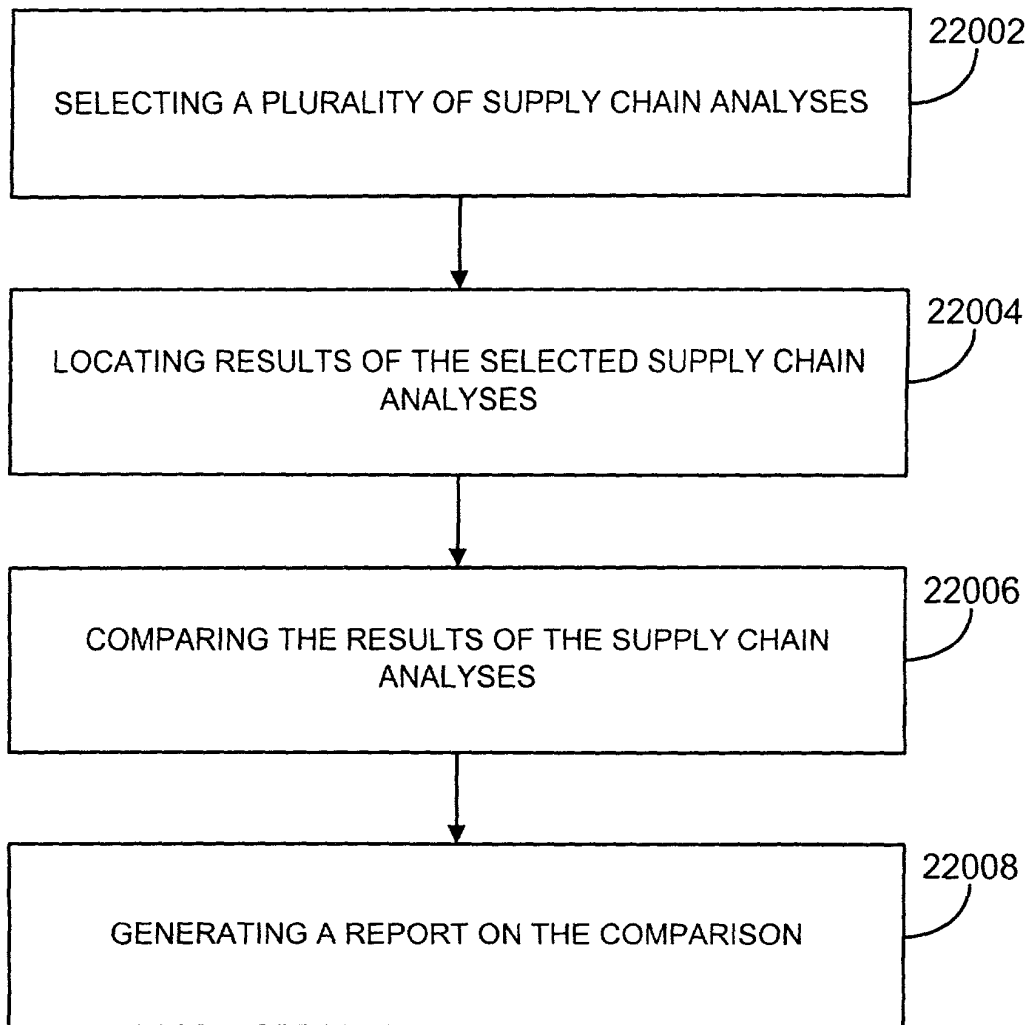 22002
SELECTING A PLURALITY OF SUPPLY CHAIN ANALYSES
22004
LOCATING RESULTS OF THE SELECTED SUPPLY CHAIN
ANALYSES
22006
COMPARING THE RESULTS OF THE SUPPLY CHAIN
ANALYSES
22008
GENERATING A REPORT ON THE COMPARISON